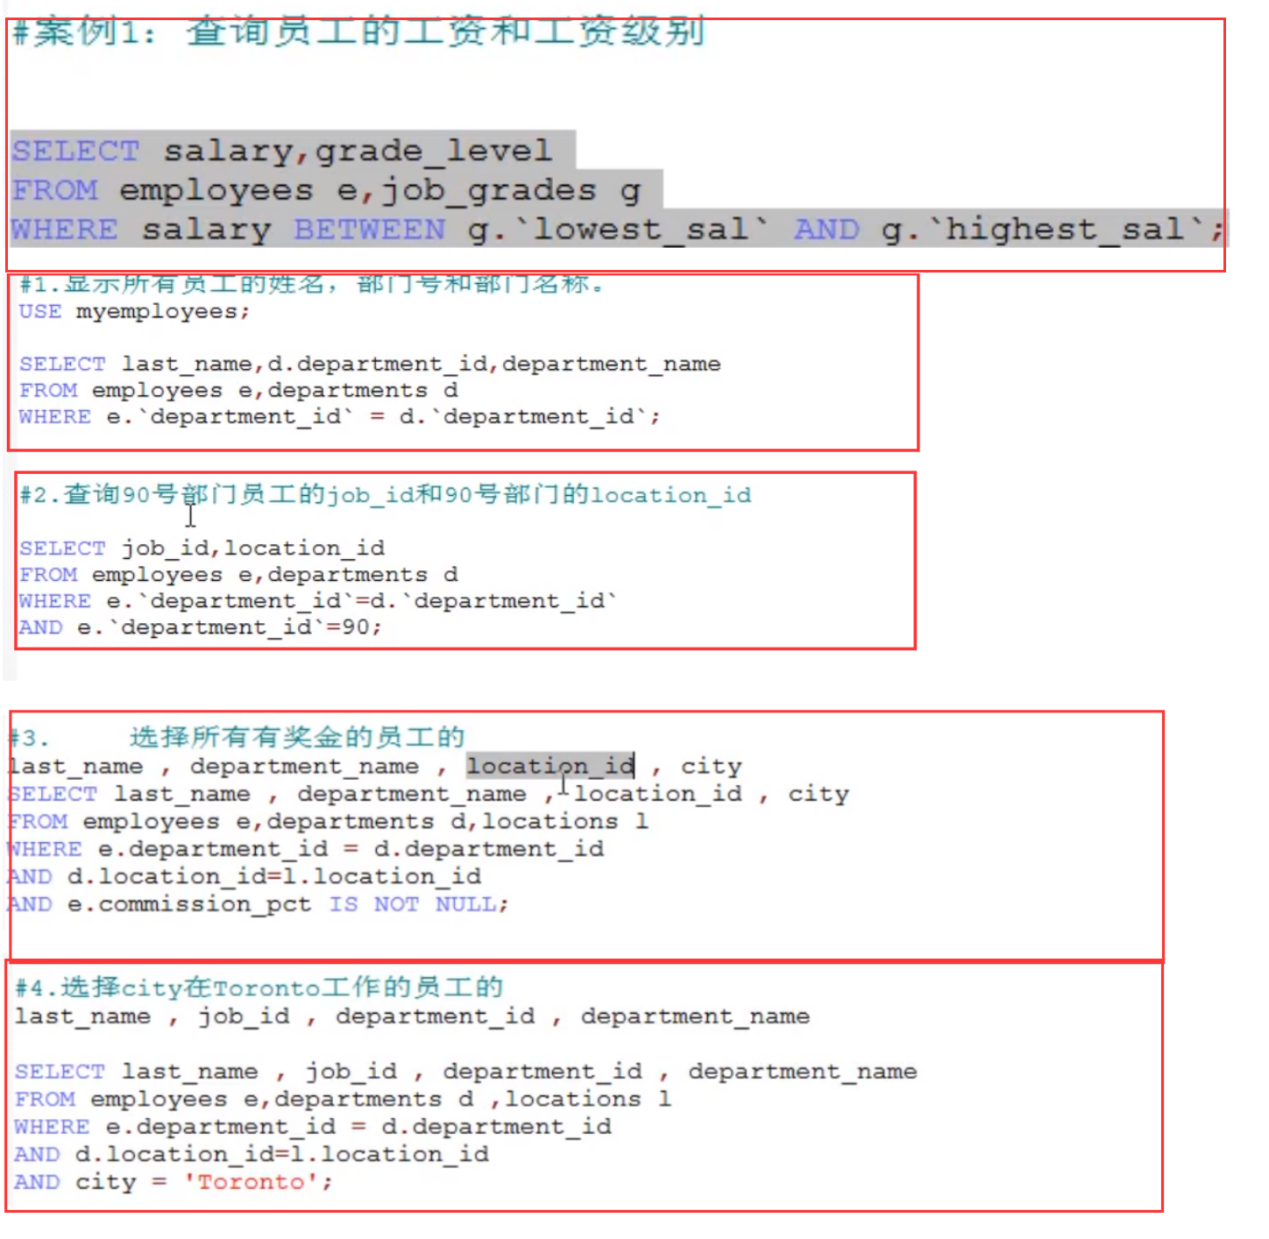 #案例1：查询员工的工资和工资级别
SELECT salary,grade_level
FROM employees e,job_grades g
WHERE salary BETWEEN g.`lowest_sal` AND g.`highest_sal`;
#1.显示所有员工的姓名，部门号和部门名称。
USE myemployees;
SELECT last_name,d.department_id,department_name
FROM employees e,departments d
WHERE e.`department_id` = d.`department_id`;
#2.查询90号部门员工的job_id和90号部门的location_id
SELECT job_id,location_id
FROM employees e,departments d
WHERE e.`department_id`=d.`department_id`
AND e.`department_id`=90;
#3. 选择所有有奖金的员工的
last_name , department_name , location_id , city
SELECT last_name , department_name , location_id , city
FROM employees e,departments d,locations l
WHERE e.department_id = d.department_id
AND d.location_id=l.location_id
AND e.commission_pct IS NOT NULL;
#4.选择city在Toronto工作的员工的
last_name , job_id , department_id , department_name
SELECT last_name , job_id , department_id , department_name
FROM employees e,departments d ,locations l
WHERE e.department_id = d.department_id
AND d.location_id=l.location_id
AND city = 'Toronto';